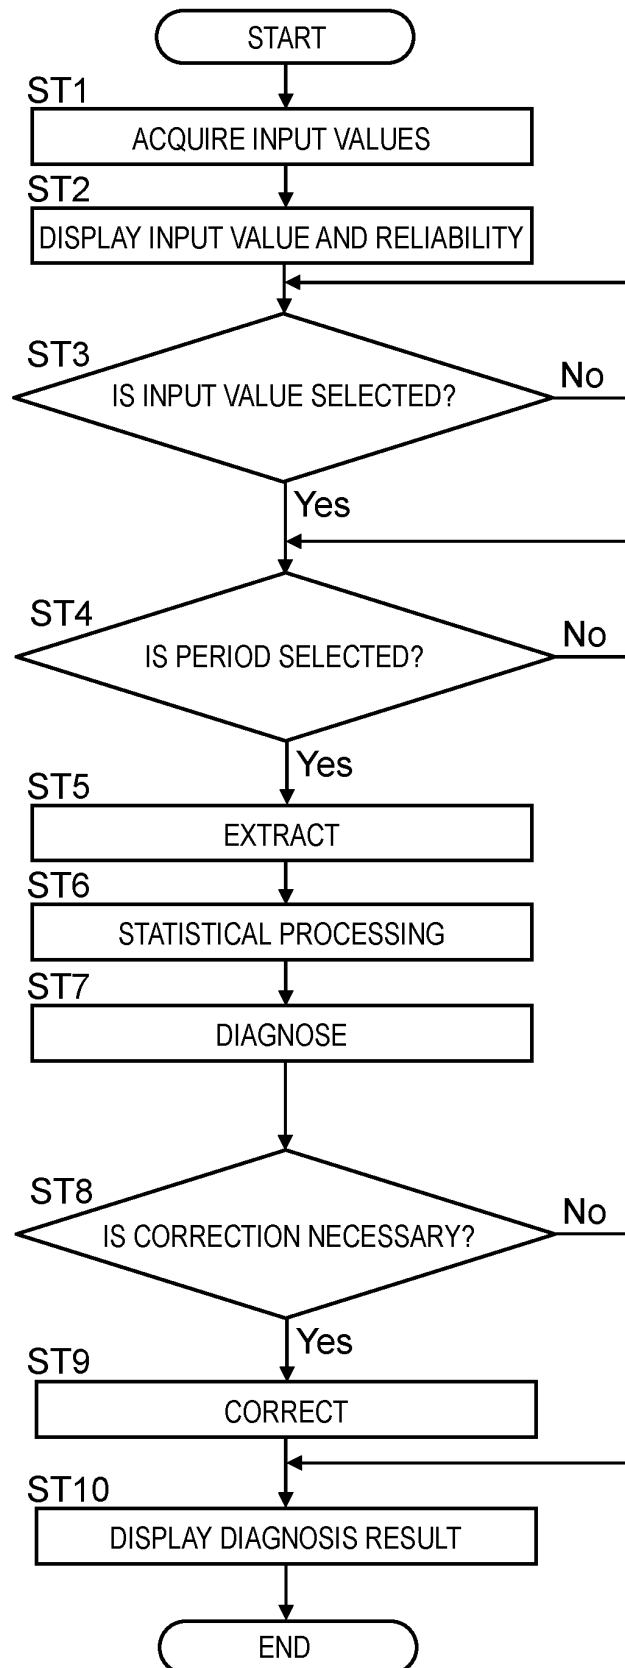 START
ST1
ACQUIRE INPUT VALUES
ST2
DISPLAY INPUT VALUE AND RELIABILITY
ST3
IS INPUT VALUE SELECTED?
No
Yes
ST4
IS PERIOD SELECTED?
No
Yes
ST5
EXTRACT
ST6
STATISTICAL PROCESSING
ST7
DIAGNOSE
ST8
IS CORRECTION NECESSARY?
No
Yes
ST9
CORRECT
ST10
DISPLAY DIAGNOSIS RESULT
END